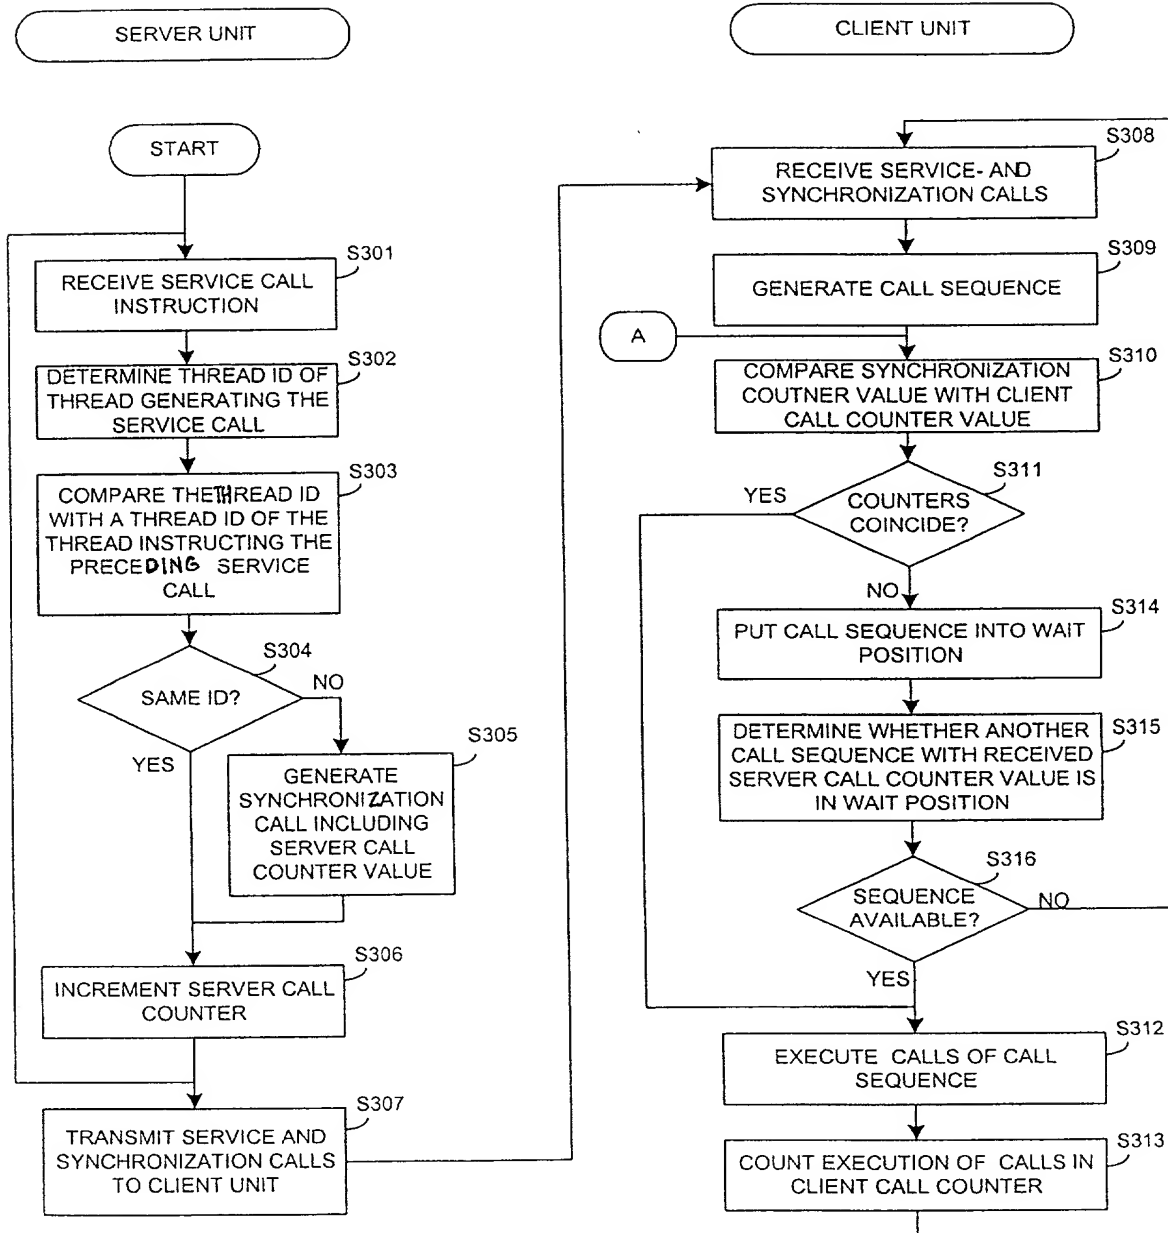 SERVER UNIT
START
S301
RECEIVE SERVICE CALL
INSTRUCTION
S302
DETERMINE THREAD ID OF
THREAD GENERATING THE
SERVICE CALL
S303
COMPARE THETHREAD ID
WITH A THREAD ID OF THE
THREAD INSTRUCTING THE
PRECEDING SERVICE
CALL
S304
SAME ID?
NO
YES
S305
GENERATE
SYNCHRONIZATION
CALL INCLUDING
SERVER CALL
COUNTER VALUE
S306
INCREMENT SERVER CALL
COUNTER
S307
TRANSMIT SERVICE AND
SYNCHRONIZATION CALLS
TO CLIENT UNIT
CLIENT UNIT
S308
RECEIVE SERVICE- AND
SYNCHRONIZATION CALLS
S309
GENERATE CALL SEQUENCE
A
S310
COMPARE SYNCHRONIZATION
COUTNER VALUE WITH CLIENT
CALL COUNTER VALUE
S311
YES
COUNTERS
COINCIDE?
NO
S314
PUT CALL SEQUENCE INTO WAIT
POSITION
S315
DETERMINE WHETHER ANOTHER
CALL SEQUENCE WITH RECEIVED
SERVER CALL COUNTER VALUE IS
IN WAIT POSITION
S316
SEQUENCE
AVAILABLE?
NO
YES
S312
EXECUTE CALLS OF CALL
SEQUENCE
S313
COUNT EXECUTION OF CALLS IN
CLIENT CALL COUNTER